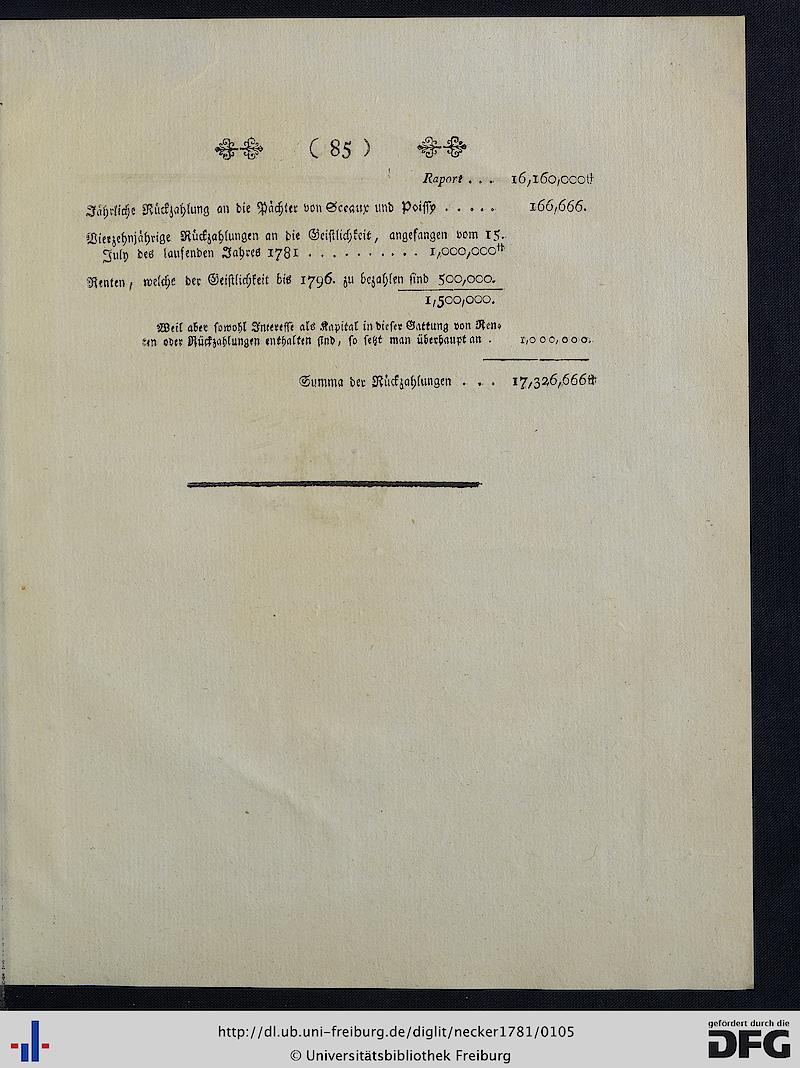 ( 85 )
Raport . . . 16,160,000₶
Jährliche Rückzahlung an die Pächter von Sceaux und Poissy . . . . . 166,666.
Vierzehnjährige Rückzahlungen an die Geistlichkeit, angefangen vom 15.
July des laufenden Jahres 1781 . . . . . . . . . . 1,000,000₶
Renten, welche der Geistlichkeit bis 1796. zu bezahlen sind 500,000.
1,500,000.
Weil aber sowohl Interesse als Kapital in dieser Gattung von Ren-
ten oder Rückzahlungen enthalten sind, so setzt man überhaupt an . 1,000,000.
Summa der Rückzahlungen . . . 17,326,666₶
http://dl.ub.uni-freiburg.de/diglit/necker1781/0105
© Universitätsbibliothek Freiburg
gefördert durch die
DFG